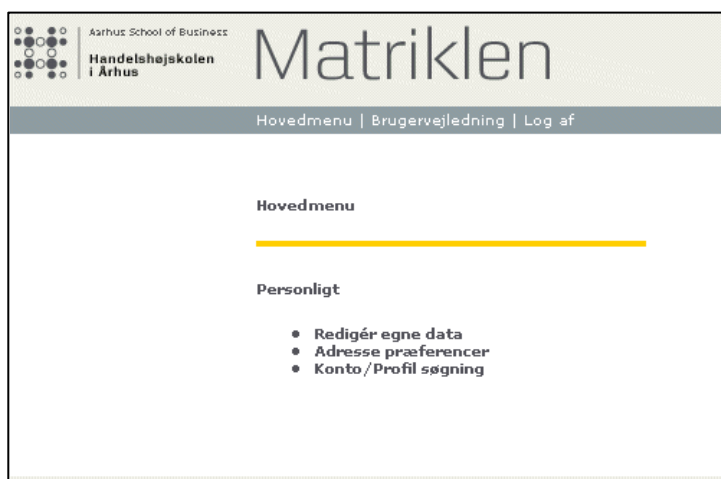 Aarhus School of Business
Handelshøjskolen
i Århus
Matriklen
Hovedmenu | Brugervejledning | Log af
Hovedmenu
Personligt
• Redigér egne data
• Adresse præferencer
• Konto/Profil søgning